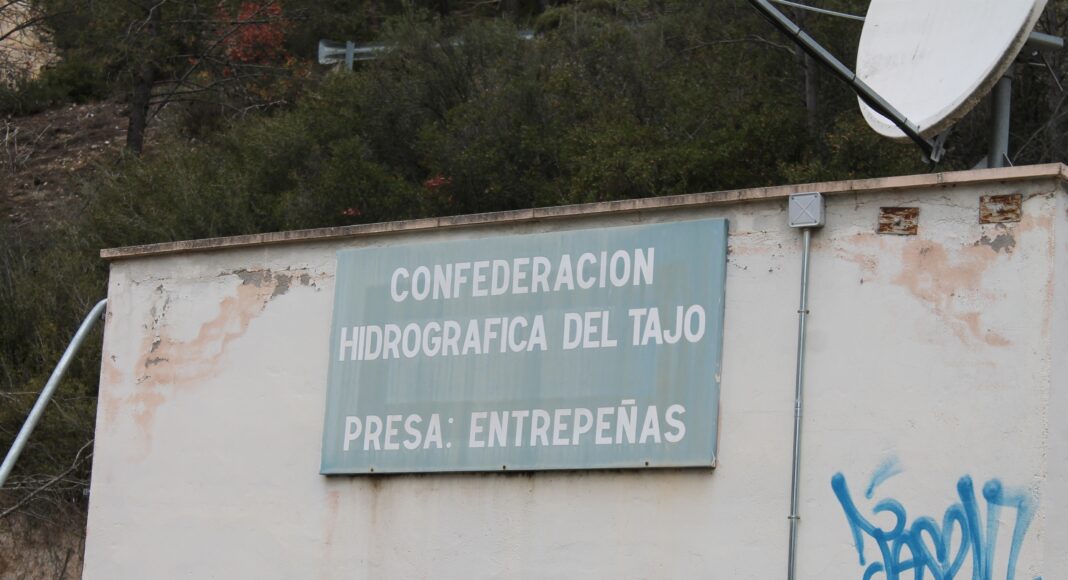 CONFEDERACION
HIDROGRAFICA DEL TAJO
PRESA: ENTREPEÑAS